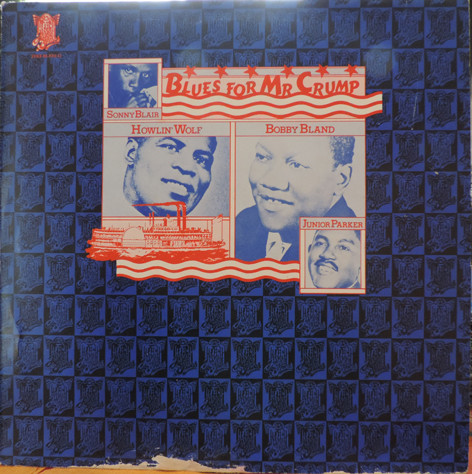 BLUES FOR MR CRUMP
SONNY BLAIR
HOWLIN' WOLF
BOBBY BLAND
JUNIOR PARKER